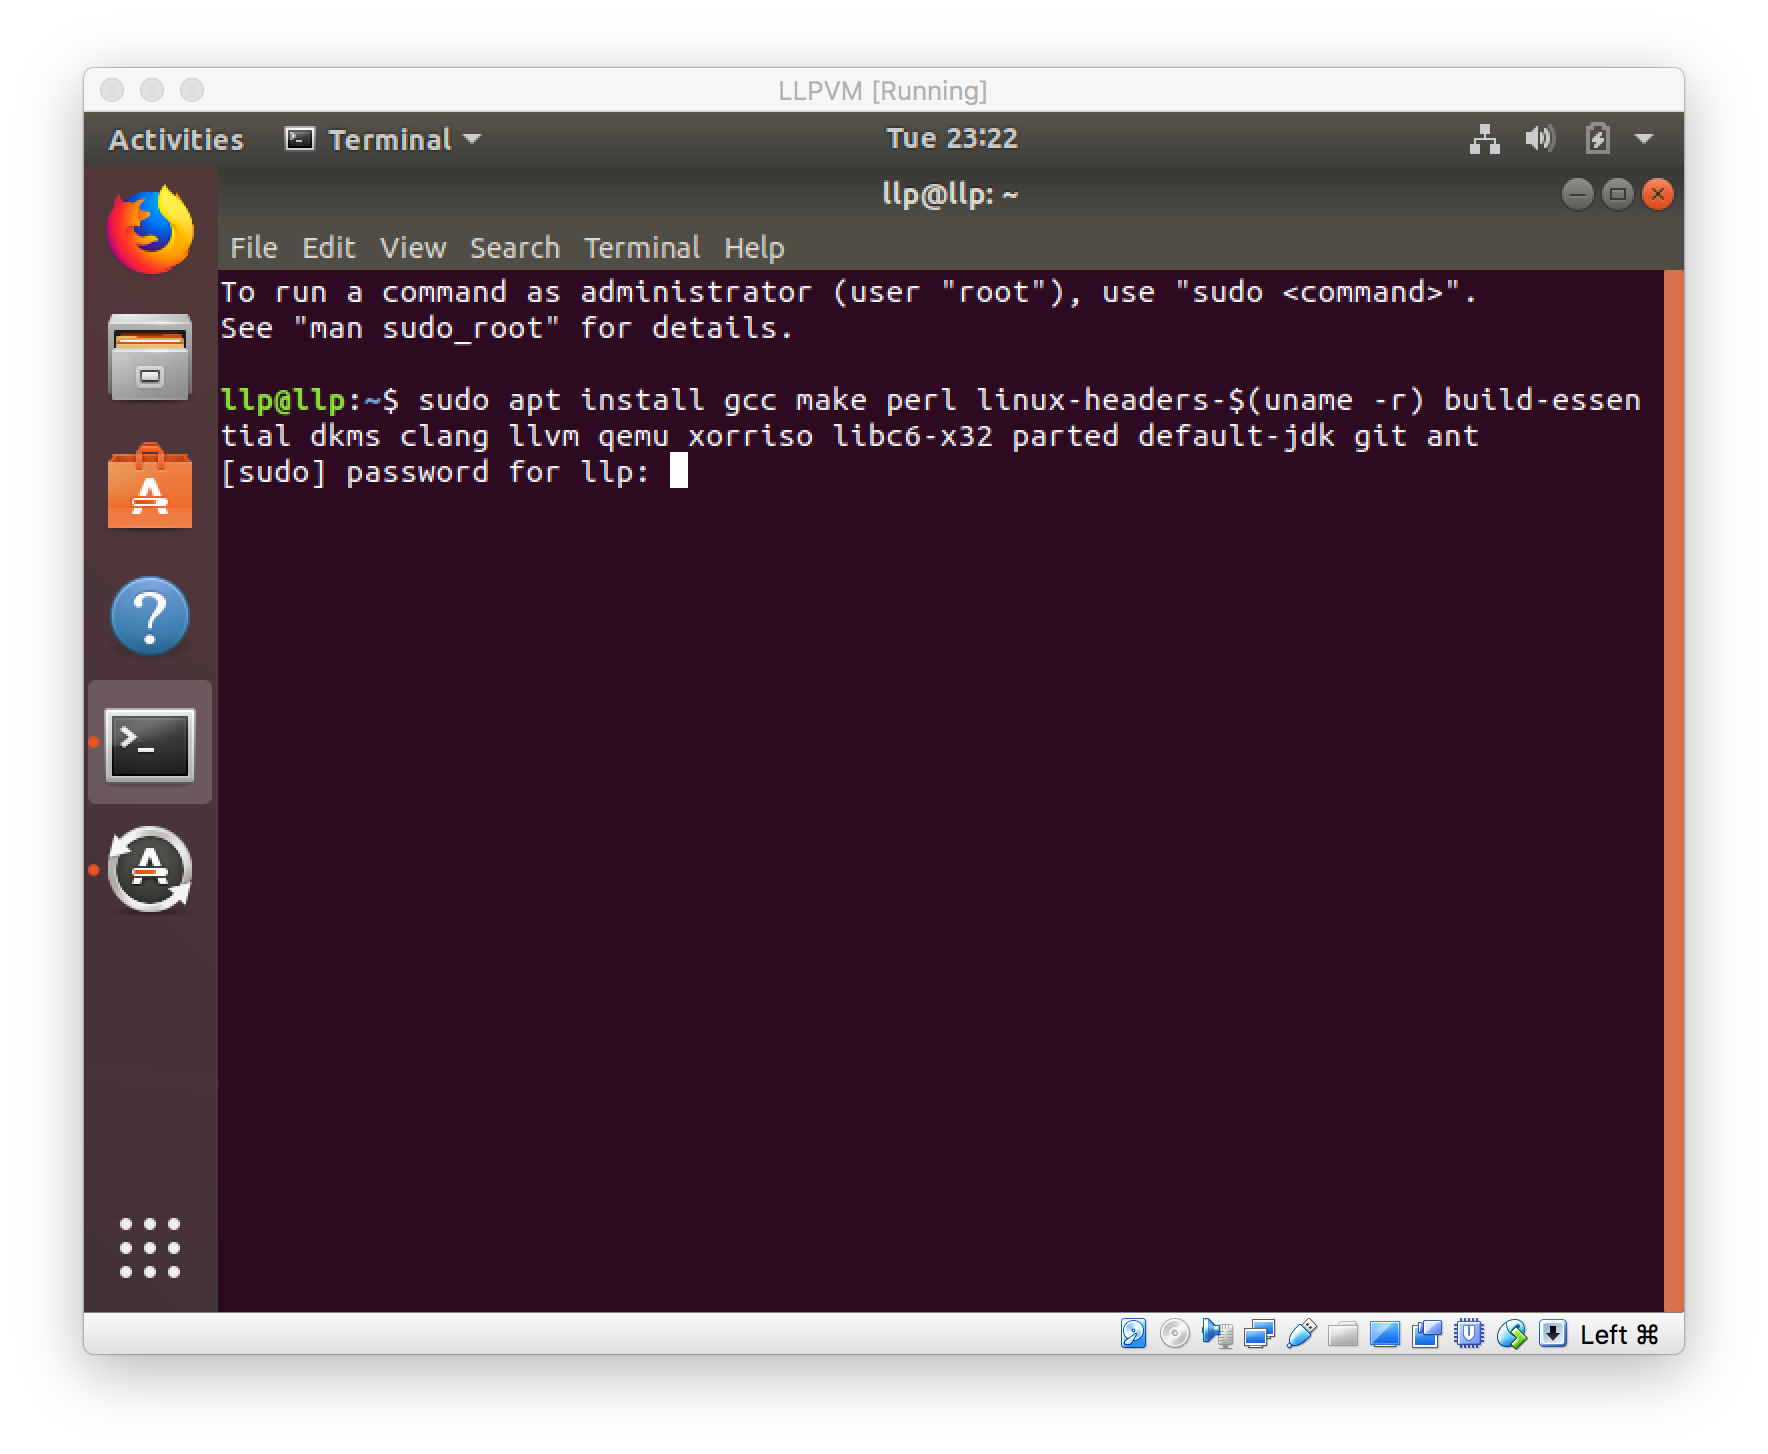 LLPVM [Running]
Activities Terminal Tue 23:22
llp@llp: ~
File Edit View Search Terminal Help
To run a command as administrator (user "root"), use "sudo <command>".
See "man sudo_root" for details.
llp@llp:~$ sudo apt install gcc make perl linux-headers-$(uname -r) build-essen
tial dkms clang llvm qemu xorriso libc6-x32 parted default-jdk git ant
[sudo] password for llp:
Left ⌘